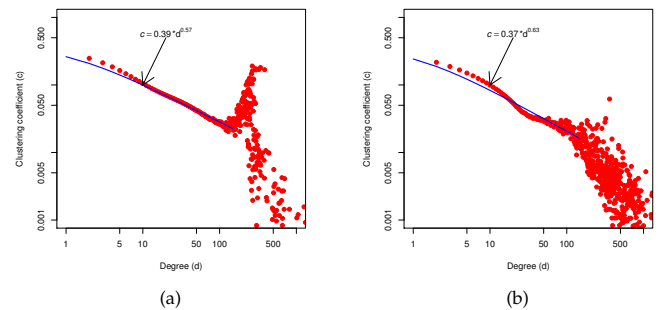 c = 0.39 * d^0.57
0.500
0.050
0.005
0.001
Clustering coefficient (c)
1 5 10 50 100 500
Degree (d)
(a)
c = 0.37 * d^0.63
0.500
0.050
0.005
0.001
Clustering coefficient (c)
1 5 10 50 100 500
Degree (d)
(b)